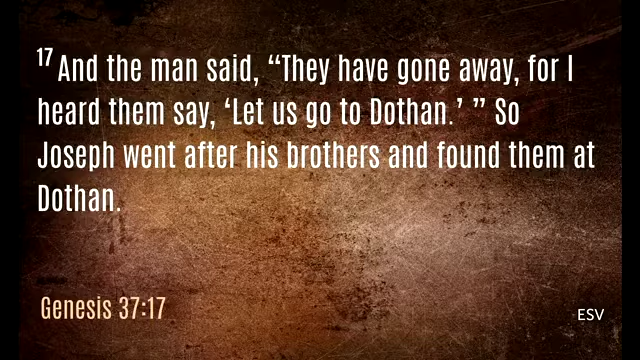 17 And the man said, “They have gone away, for I
heard them say, ‘Let us go to Dothan.’ ” So
Joseph went after his brothers and found them at
Dothan.
Genesis 37:17
ESV